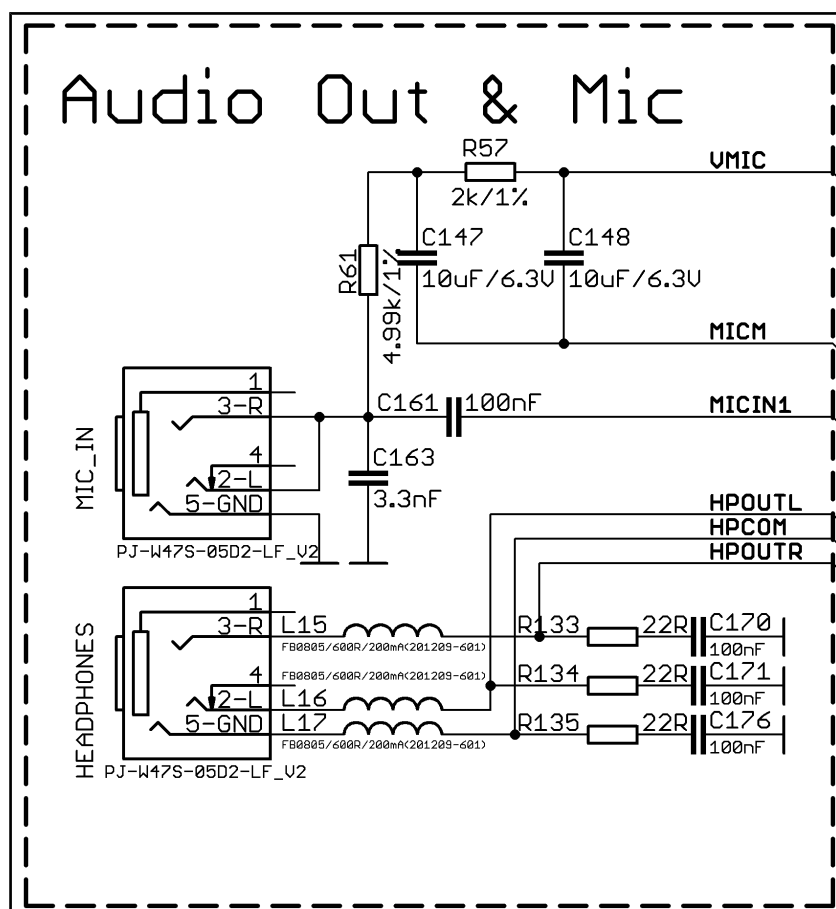 Audio Out & Mic
R57
VMIC
2k/1%
R61
4.99k/1%
C147
10uF/6.3V
C148
10uF/6.3V
MICM
MIC_IN
1
3-R
C161
100nF
MICIN1
4
2-L
5-GND
C163
3.3nF
PJ-W47S-05D2-LF_V2
HPOUTL
HPCOM
HPOUTR
HEADPHONES
1
3-R
L15
FB0805/600R/200mA(201209-601)
R133
22R
C170
100nF
4
FB0805/600R/200mA(201209-601)
2-L
L16
R134
22R
C171
100nF
5-GND
L17
FB0805/600R/200mA(201209-601)
R135
22R
C176
100nF
PJ-W47S-05D2-LF_V2